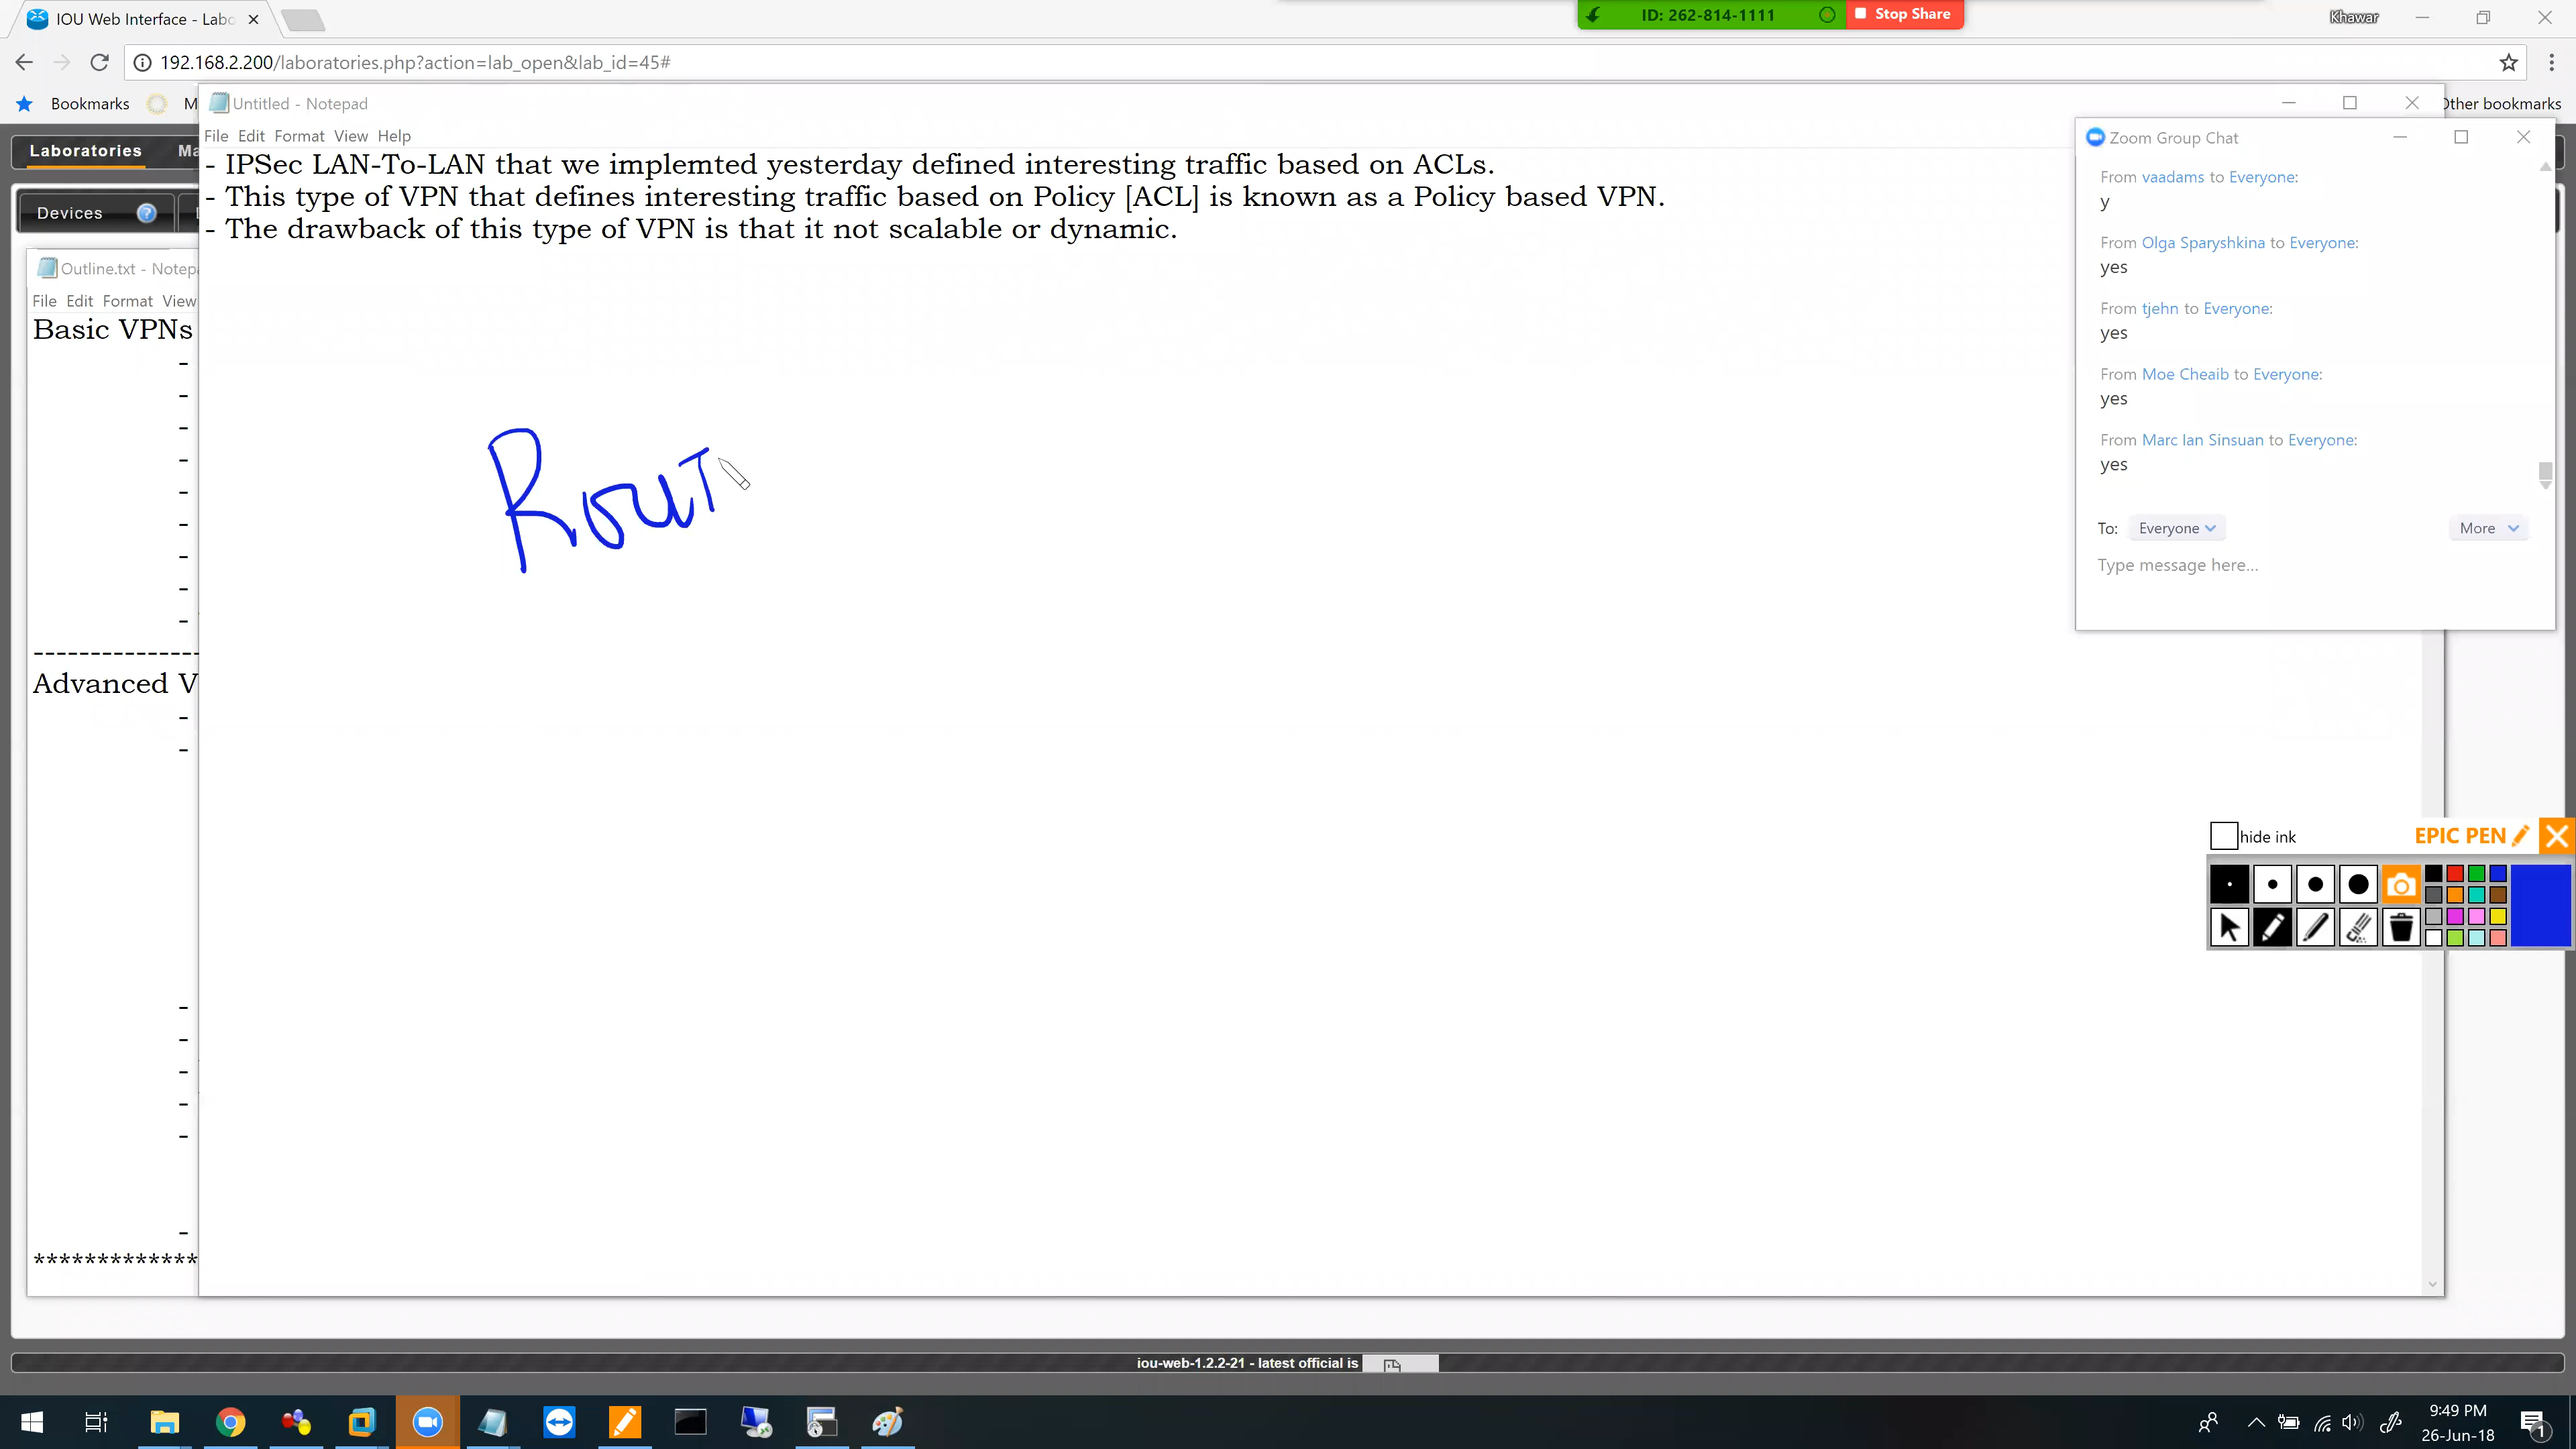 IOU Web Interface - Labo
ID: 262-814-1111
Stop Share
Khawar
192.168.2.200/laboratories.php?action=lab_open&lab_id=45#
Bookmarks
M
Other bookmarks
Untitled - Notepad
File Edit Format View Help
Laboratories
Ma
Devices
- IPSec LAN-To-LAN that we implemted yesterday defined interesting traffic based on ACLs.
- This type of VPN that defines interesting traffic based on Policy [ACL] is known as a Policy based VPN.
- The drawback of this type of VPN is that it not scalable or dynamic.
Outline.txt - Notepa
File Edit Format View
Basic VPNs
-
-
-
-
-
-
-
-
-
---------------
Advanced V
-
-
-
-
-
-
-
-
*************
Rout
Zoom Group Chat
From vaadams to Everyone:
y
From Olga Sparyshkina to Everyone:
yes
From tjehn to Everyone:
yes
From Moe Cheaib to Everyone:
yes
From Marc Ian Sinsuan to Everyone:
yes
To: Everyone
More
Type message here...
hide ink
EPIC PEN
iou-web-1.2.2-21 - latest official is
9:49 PM
26-Jun-18
1